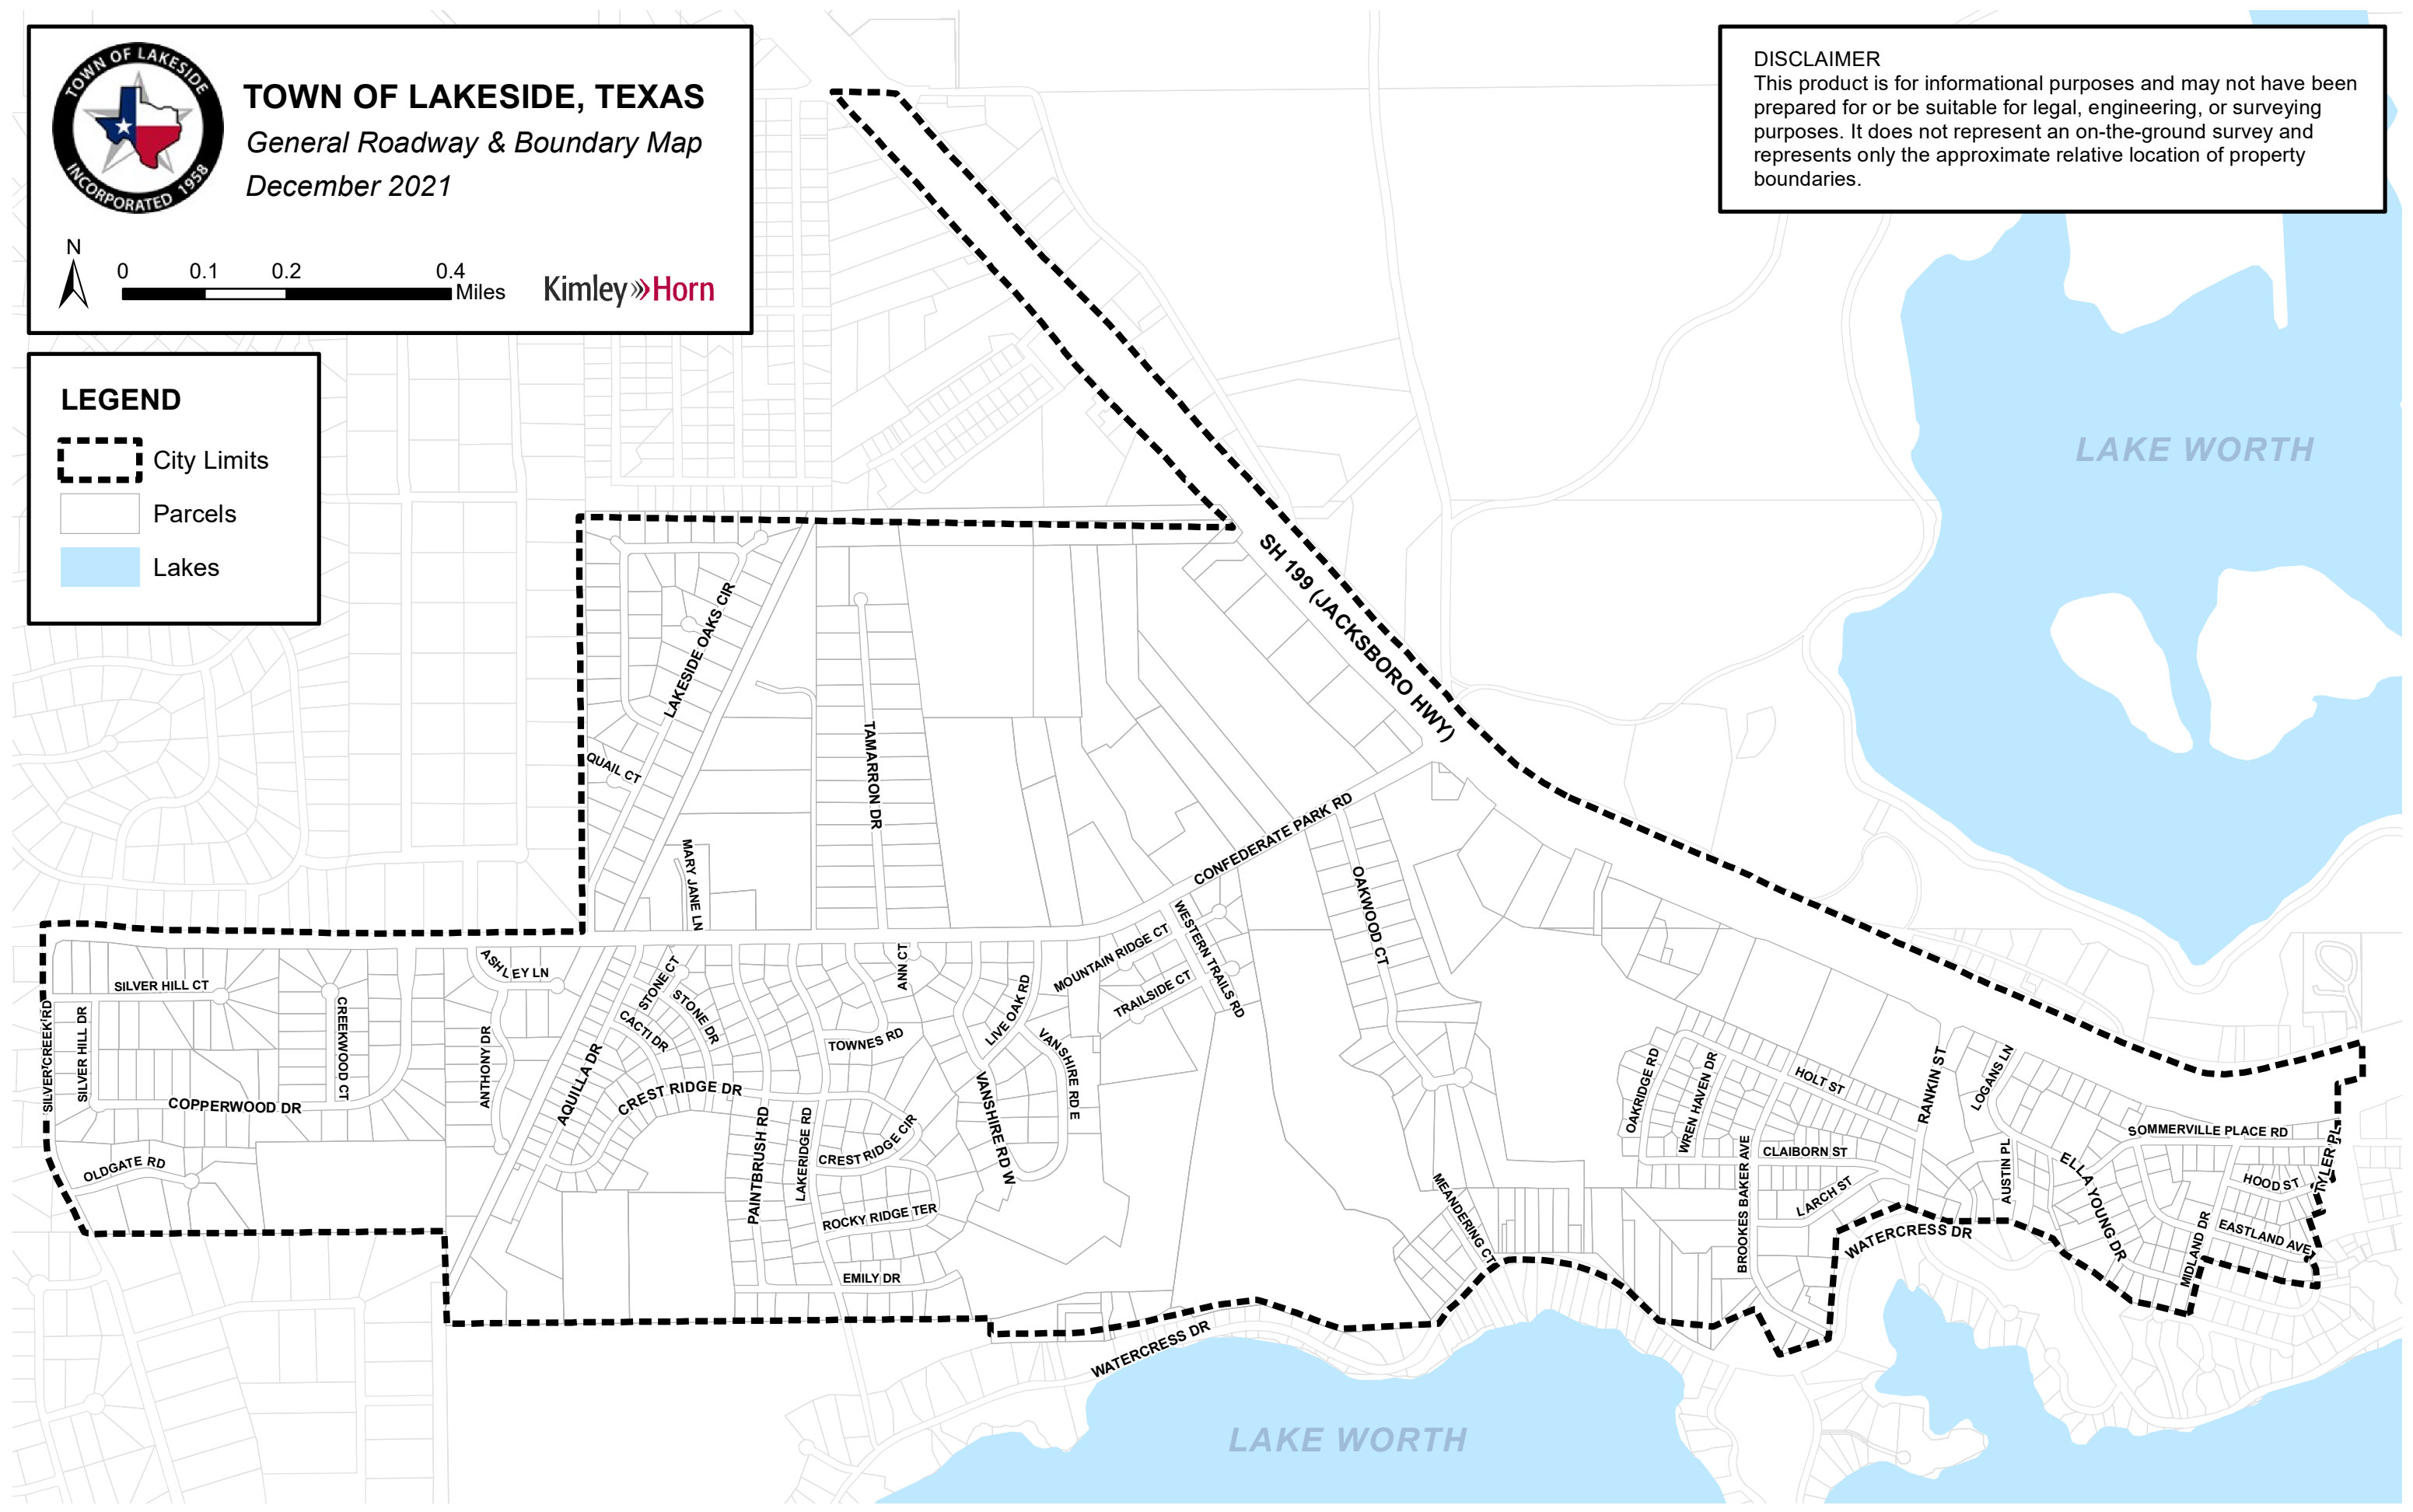 TOWN OF LAKESIDE
INCORPORATED 1958
TOWN OF LAKESIDE, TEXAS
General Roadway & Boundary Map
December 2021
N
0 0.1 0.2 0.4
Miles
Kimley»Horn
DISCLAIMER
This product is for informational purposes and may not have been
prepared for or be suitable for legal, engineering, or surveying
purposes. It does not represent an on-the-ground survey and
represents only the approximate relative location of property
boundaries.
LEGEND
City Limits
Parcels
Lakes
LAKE WORTH
SH 199 (JACKSBORO HWY)
LAKESIDE OAKS CIR
QUAIL CT
TAMARRON DR
MARY JANE LN
CONFEDERATE PARK RD
OAKWOOD CT
WESTERN TRAILS RD
MOUNTAIN RIDGE CT
TRAILSIDE CT
ASHLEY LN
ANN CT
STONE CT
STONE DR
CACTI DR
LIVE OAK RD
SILVER HILL CT
SILVER CREEK RD
SILVER HILL DR
CREEKWOOD CT
COPPERWOOD DR
OLDGATE RD
ANTHONY DR
AQUILLA DR
CREST RIDGE DR
TOWNES RD
VANSHIRE RD E
VANSHIRE RD W
PAINTBRUSH RD
LAKERIDGE RD
CREST RIDGE CIR
ROCKY RIDGE TER
EMILY DR
WATERCRESS DR
MEANDERING CT
OAKRIDGE RD
WREN HAVEN DR
HOLT ST
RANKIN ST
LOGANS LN
BROOKES BAKER AVE
CLAIBORN ST
LARCH ST
WATERCRESS DR
AUSTIN PL
ELLA YOUNG DR
SOMMERVILLE PLACE RD
HOOD ST
TYLER PL
EASTLAND AVE
MIDLAND DR
LAKE WORTH